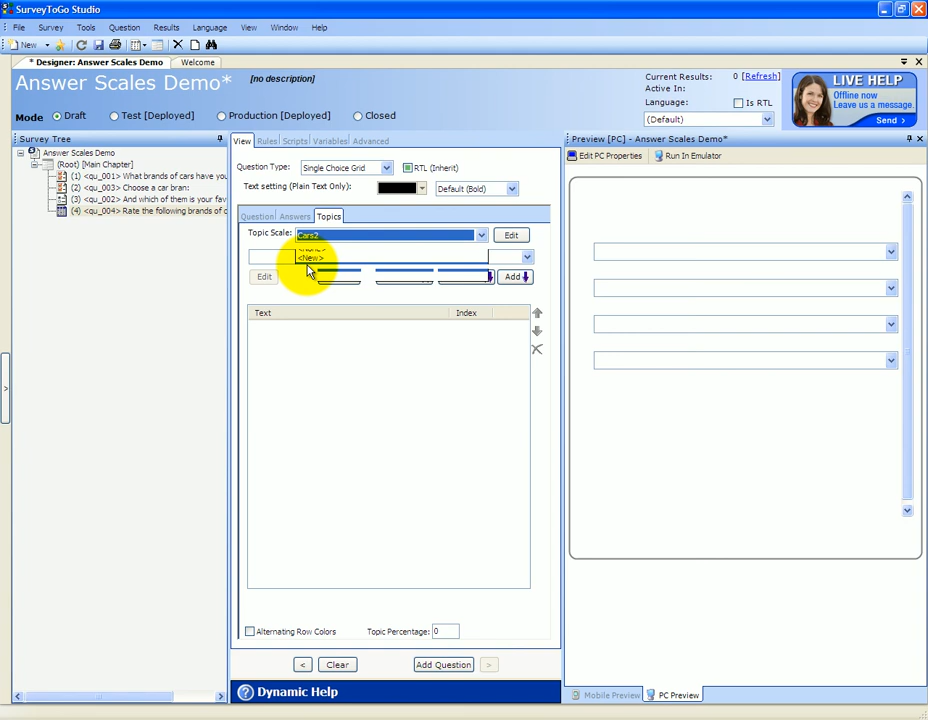 SurveyToGo Studio
File Survey Tools Question Results Language View Window Help
New
* Designer: Answer Scales Demo* Welcome
Answer Scales Demo* [no description]
Current Results: 0 [Refresh]
Active In:
Language: Is RTL
(Default)
LIVE HELP
Offline now
Leave us a message.
Send >
Mode Draft Test [Deployed] Production [Deployed] Closed
Survey Tree
Answer Scales Demo
(Root) [Main Chapter]
(1) <qu_001> What brands of cars have you
(2) <qu_003> Choose a car bran:
(3) <qu_002> And which of them is your fav
(4) <qu_004> Rate the following brands of c
View Rules Scripts Variables Advanced
Question Type: Single Choice Grid RTL (Inherit)
Text setting (Plain Text Only): Default (Bold)
Question Answers Topics
Topic Scale: Cars2 Edit
<None>
<New>
Edit Add
Text Index
Alternating Row Colors Topic Percentage: 0
< Clear Add Question >
Dynamic Help
Preview [PC] - Answer Scales Demo*
Edit PC Properties Run In Emulator
Mobile Preview PC Preview